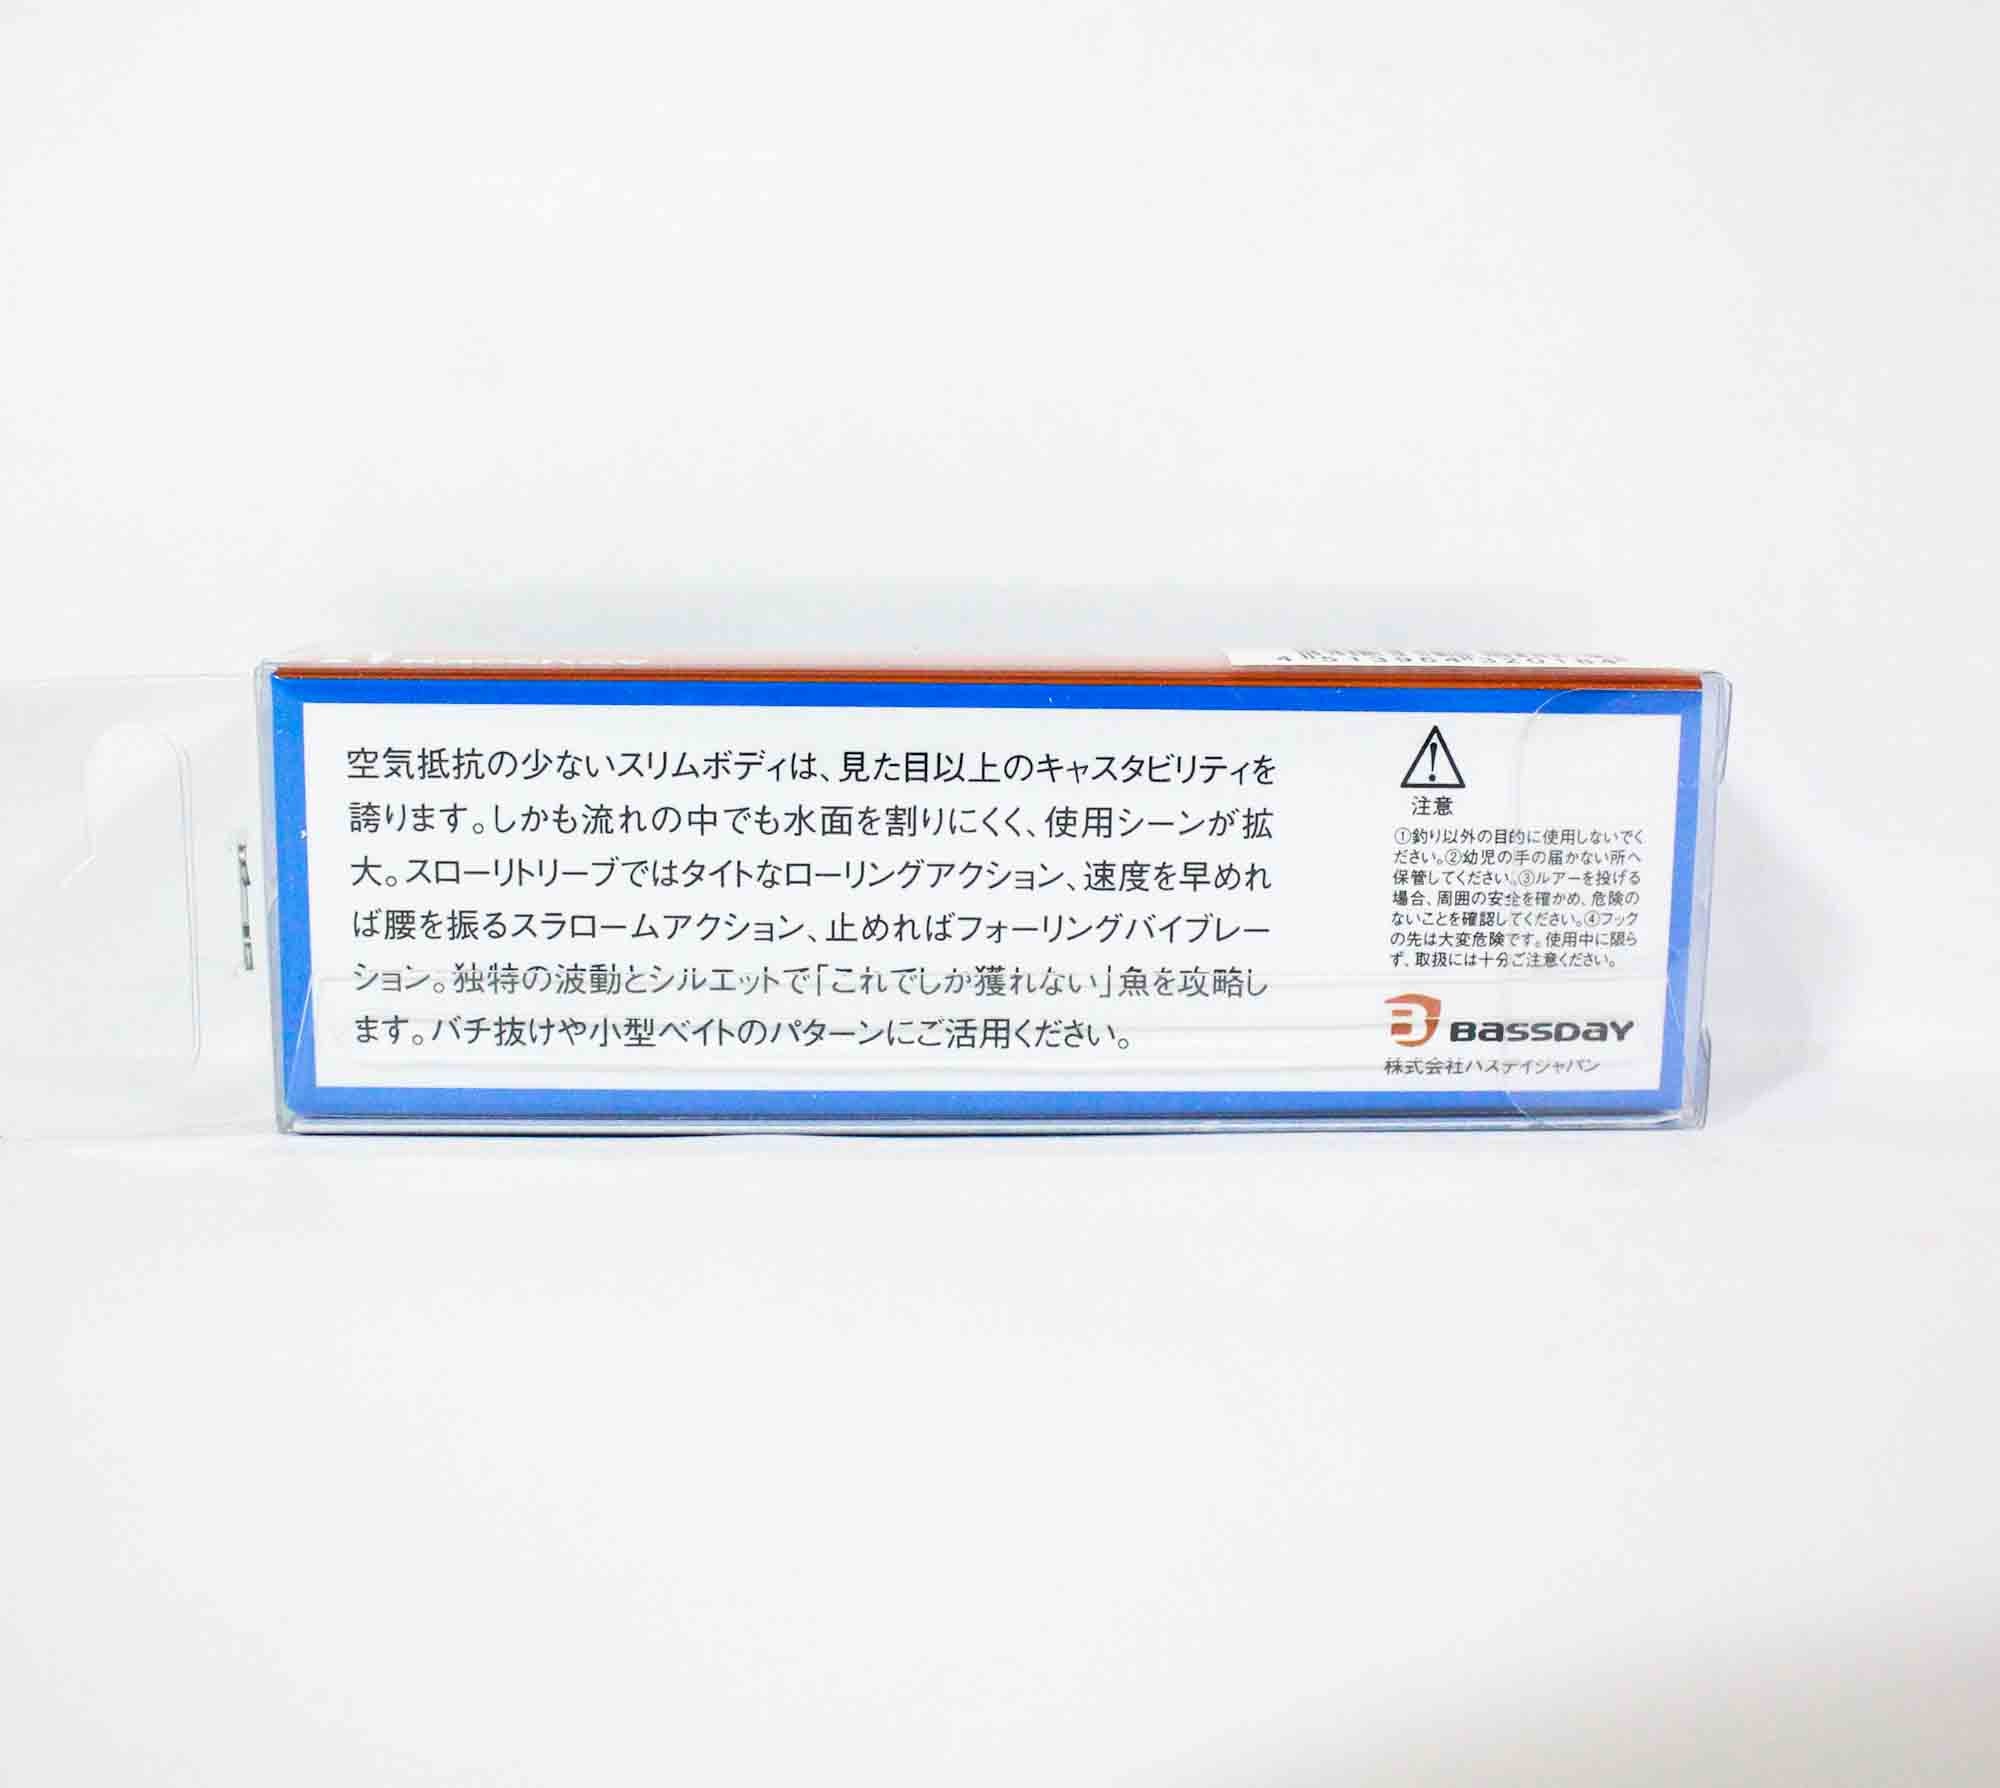 4 513964 320184
空気抵抗の少ないスリムボディは、見た目以上のキャスタビリティを
誇ります。しかも流れの中でも水面を割りにくく、使用シーンが拡
大。スローリトリーブではタイトなローリングアクション、速度を早めれ
ば腰を振るスラロームアクション、止めればフォーリングバイブレー
ション。独特の波動とシルエットで「これでしか獲れない」魚を攻略し
ます。バチ抜けや小型ベイトのパターンにご活用ください。
注意
①釣り以外の目的に使用しないでく
ださい。②幼児の手の届かない所へ
保管してください。③ルアーを投げる
場合、周囲の安全を確かめ、危険の
ないことを確認してください。④フック
の先は大変危険です。使用中に限ら
ず、取扱には十分ご注意ください。
BASSDAY
株式会社バスデイジャパン